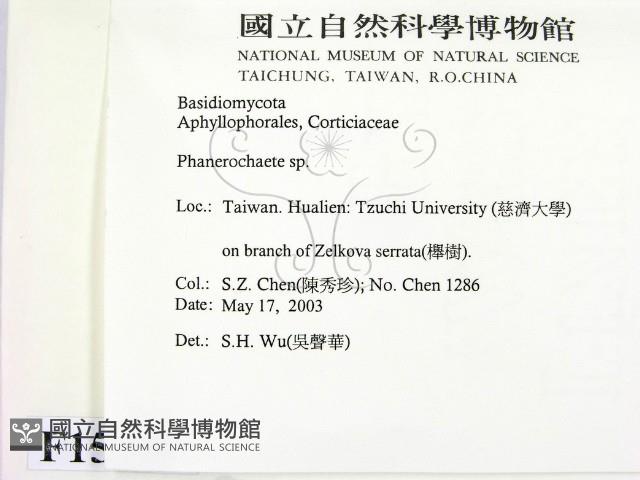 國立自然科學博物館
NATIONAL MUSEUM OF NATURAL SCIENCE
TAICHUNG, TAIWAN, R.O.CHINA
Basidiomycota
Aphyllophorales, Corticiaceae
Phanerochaete sp.
Loc.: Taiwan. Hualien: Tzuchi University (慈濟大學)
on branch of Zelkova serrata(櫸樹).
Col.: S.Z. Chen(陳秀珍); No. Chen 1286
Date: May 17, 2003
Det.: S.H. Wu(吳聲華)
國立自然科學博物館
NATIONAL MUSEUM OF NATURAL SCIENCE